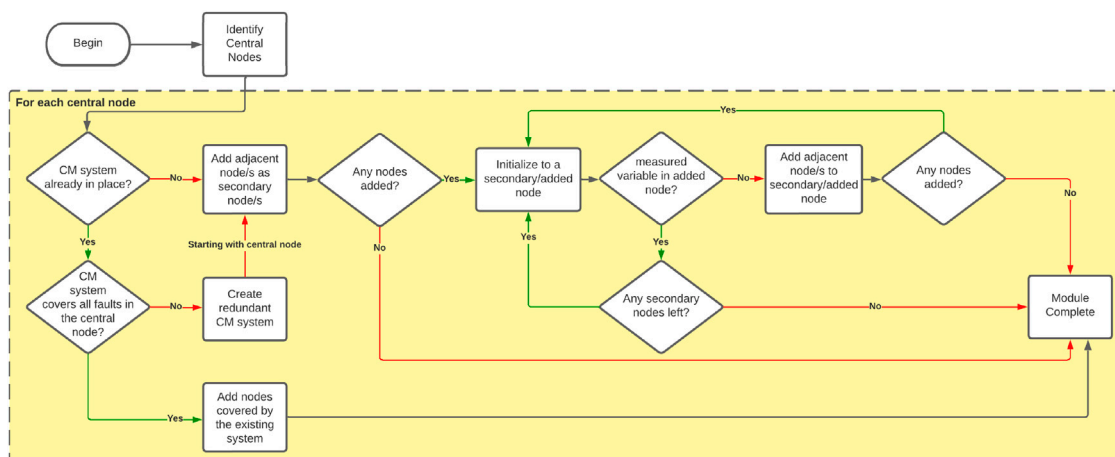 Begin
Identify
Central
Nodes
For each central node
CM system
already in place?
No
Yes
Add adjacent
node/s as
secondary
node/s
Any nodes
added?
Yes
No
Initialize to a
secondary/added
node
measured
variable in added
node?
No
Yes
Add adjacent
node/s to
secondary/added
node
Any nodes
added?
Yes
No
Starting with central node
CM
system
covers all faults in
the central
node?
No
Yes
Create
redundant
CM system
Any secondary
nodes left?
Yes
No
Module
Complete
Add nodes
covered by
the existing
system